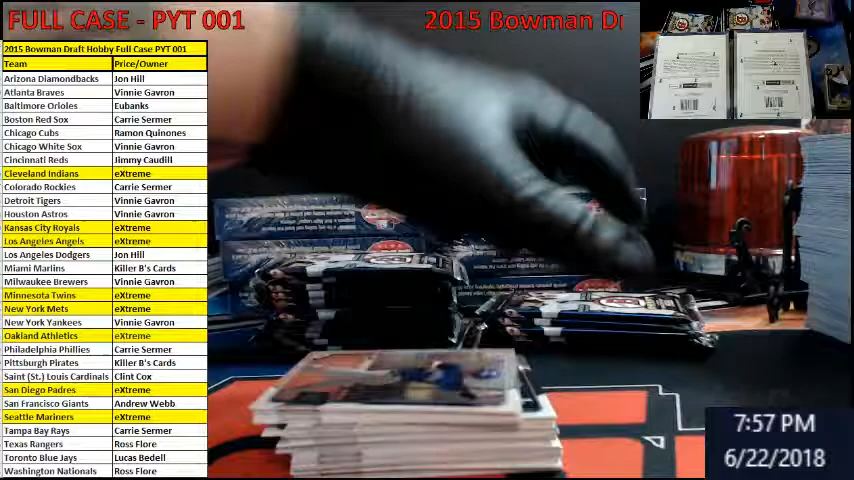 FULL CASE - PYT 001
2015 Bowman Dr
2015 Bowman Draft Hobby Full Case PYT 001
Team Price/Owner
Arizona Diamondbacks Jon Hill
Atlanta Braves Vinnie Gavron
Baltimore Orioles Eubanks
Boston Red Sox Carrie Sermer
Chicago Cubs Ramon Quinones
Chicago White Sox Vinnie Gavron
Cincinnati Reds Jimmy Caudill
Cleveland Indians eXtreme
Colorado Rockies Carrie Sermer
Detroit Tigers Vinnie Gavron
Houston Astros Vinnie Gavron
Kansas City Royals eXtreme
Los Angeles Angels eXtreme
Los Angeles Dodgers Jon Hill
Miami Marlins Killer B's Cards
Milwaukee Brewers Vinnie Gavron
Minnesota Twins eXtreme
New York Mets eXtreme
New York Yankees Vinnie Gavron
Oakland Athletics eXtreme
Philadelphia Phillies Carrie Sermer
Pittsburgh Pirates Killer B's Cards
Saint (St.) Louis Cardinals Clint Cox
San Diego Padres eXtreme
San Francisco Giants Andrew Webb
Seattle Mariners eXtreme
Tampa Bay Rays Carrie Sermer
Texas Rangers Ross Flore
Toronto Blue Jays Lucas Bedell
Washington Nationals Ross Flore
7:57 PM
6/22/2018